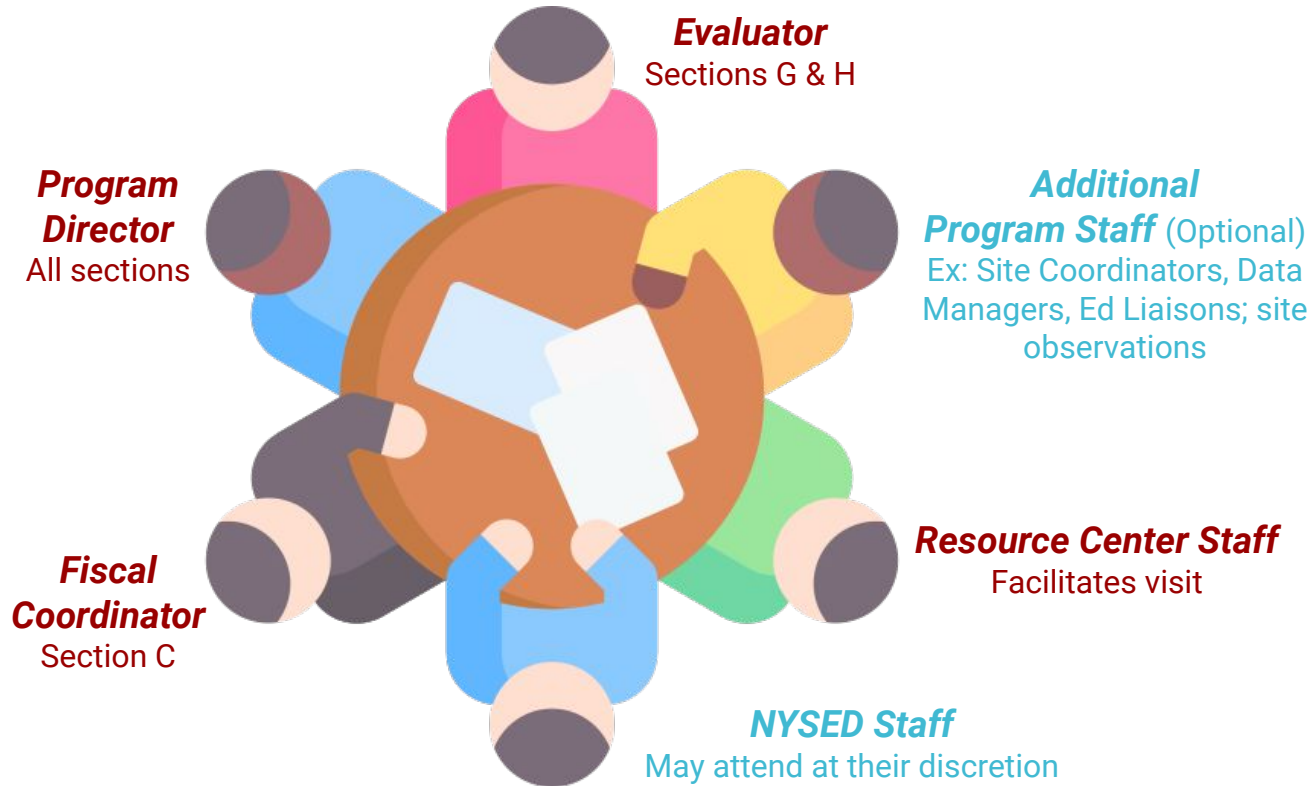 Evaluator
Sections G & H
Program
Director
All sections
Additional
Program Staff (Optional)
Ex: Site Coordinators, Data
Managers, Ed Liaisons; site
observations
Fiscal
Coordinator
Section C
Resource Center Staff
Facilitates visit
NYSED Staff
May attend at their discretion